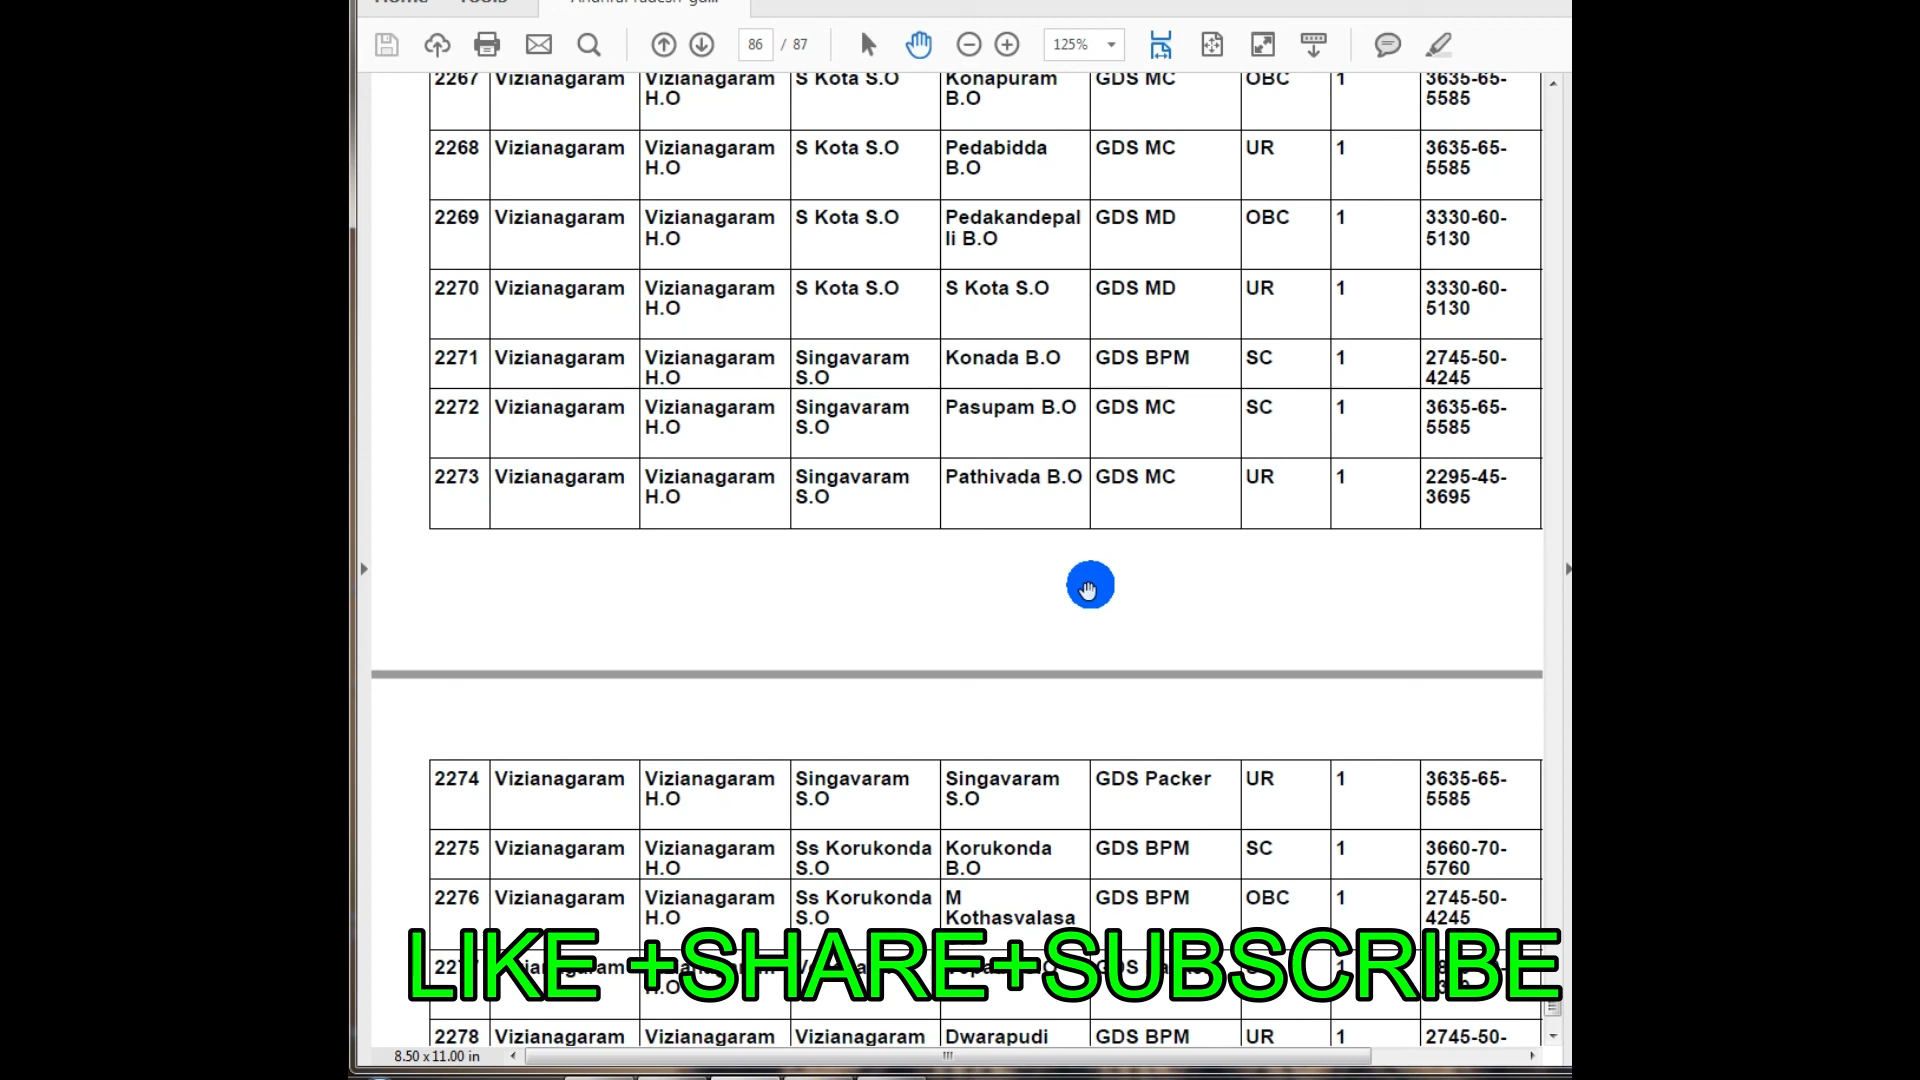 Home Tools AndhraPradesh-gd...
86 / 87 125%
2267 Vizianagaram Vizianagaram H.O S Kota S.O Konapuram B.O GDS MC OBC 1 3635-65-5585
2268 Vizianagaram Vizianagaram H.O S Kota S.O Pedabidda B.O GDS MC UR 1 3635-65-5585
2269 Vizianagaram Vizianagaram H.O S Kota S.O Pedakandepalli B.O GDS MD OBC 1 3330-60-5130
2270 Vizianagaram Vizianagaram H.O S Kota S.O S Kota S.O GDS MD UR 1 3330-60-5130
2271 Vizianagaram Vizianagaram H.O Singavaram S.O Konada B.O GDS BPM SC 1 2745-50-4245
2272 Vizianagaram Vizianagaram H.O Singavaram S.O Pasupam B.O GDS MC SC 1 3635-65-5585
2273 Vizianagaram Vizianagaram H.O Singavaram S.O Pathivada B.O GDS MC UR 1 2295-45-3695
2274 Vizianagaram Vizianagaram H.O Singavaram S.O Singavaram S.O GDS Packer UR 1 3635-65-5585
2275 Vizianagaram Vizianagaram H.O Ss Korukonda S.O Korukonda B.O GDS BPM SC 1 3660-70-5760
2276 Vizianagaram Vizianagaram H.O Ss Korukonda S.O M Kothasvalasa GDS BPM OBC 1 2745-50-4245
LIKE +SHARE+SUBSCRIBE
2278 Vizianagaram Vizianagaram Vizianagaram Dwarapudi GDS BPM UR 1 2745-50-
8.50 x 11.00 in